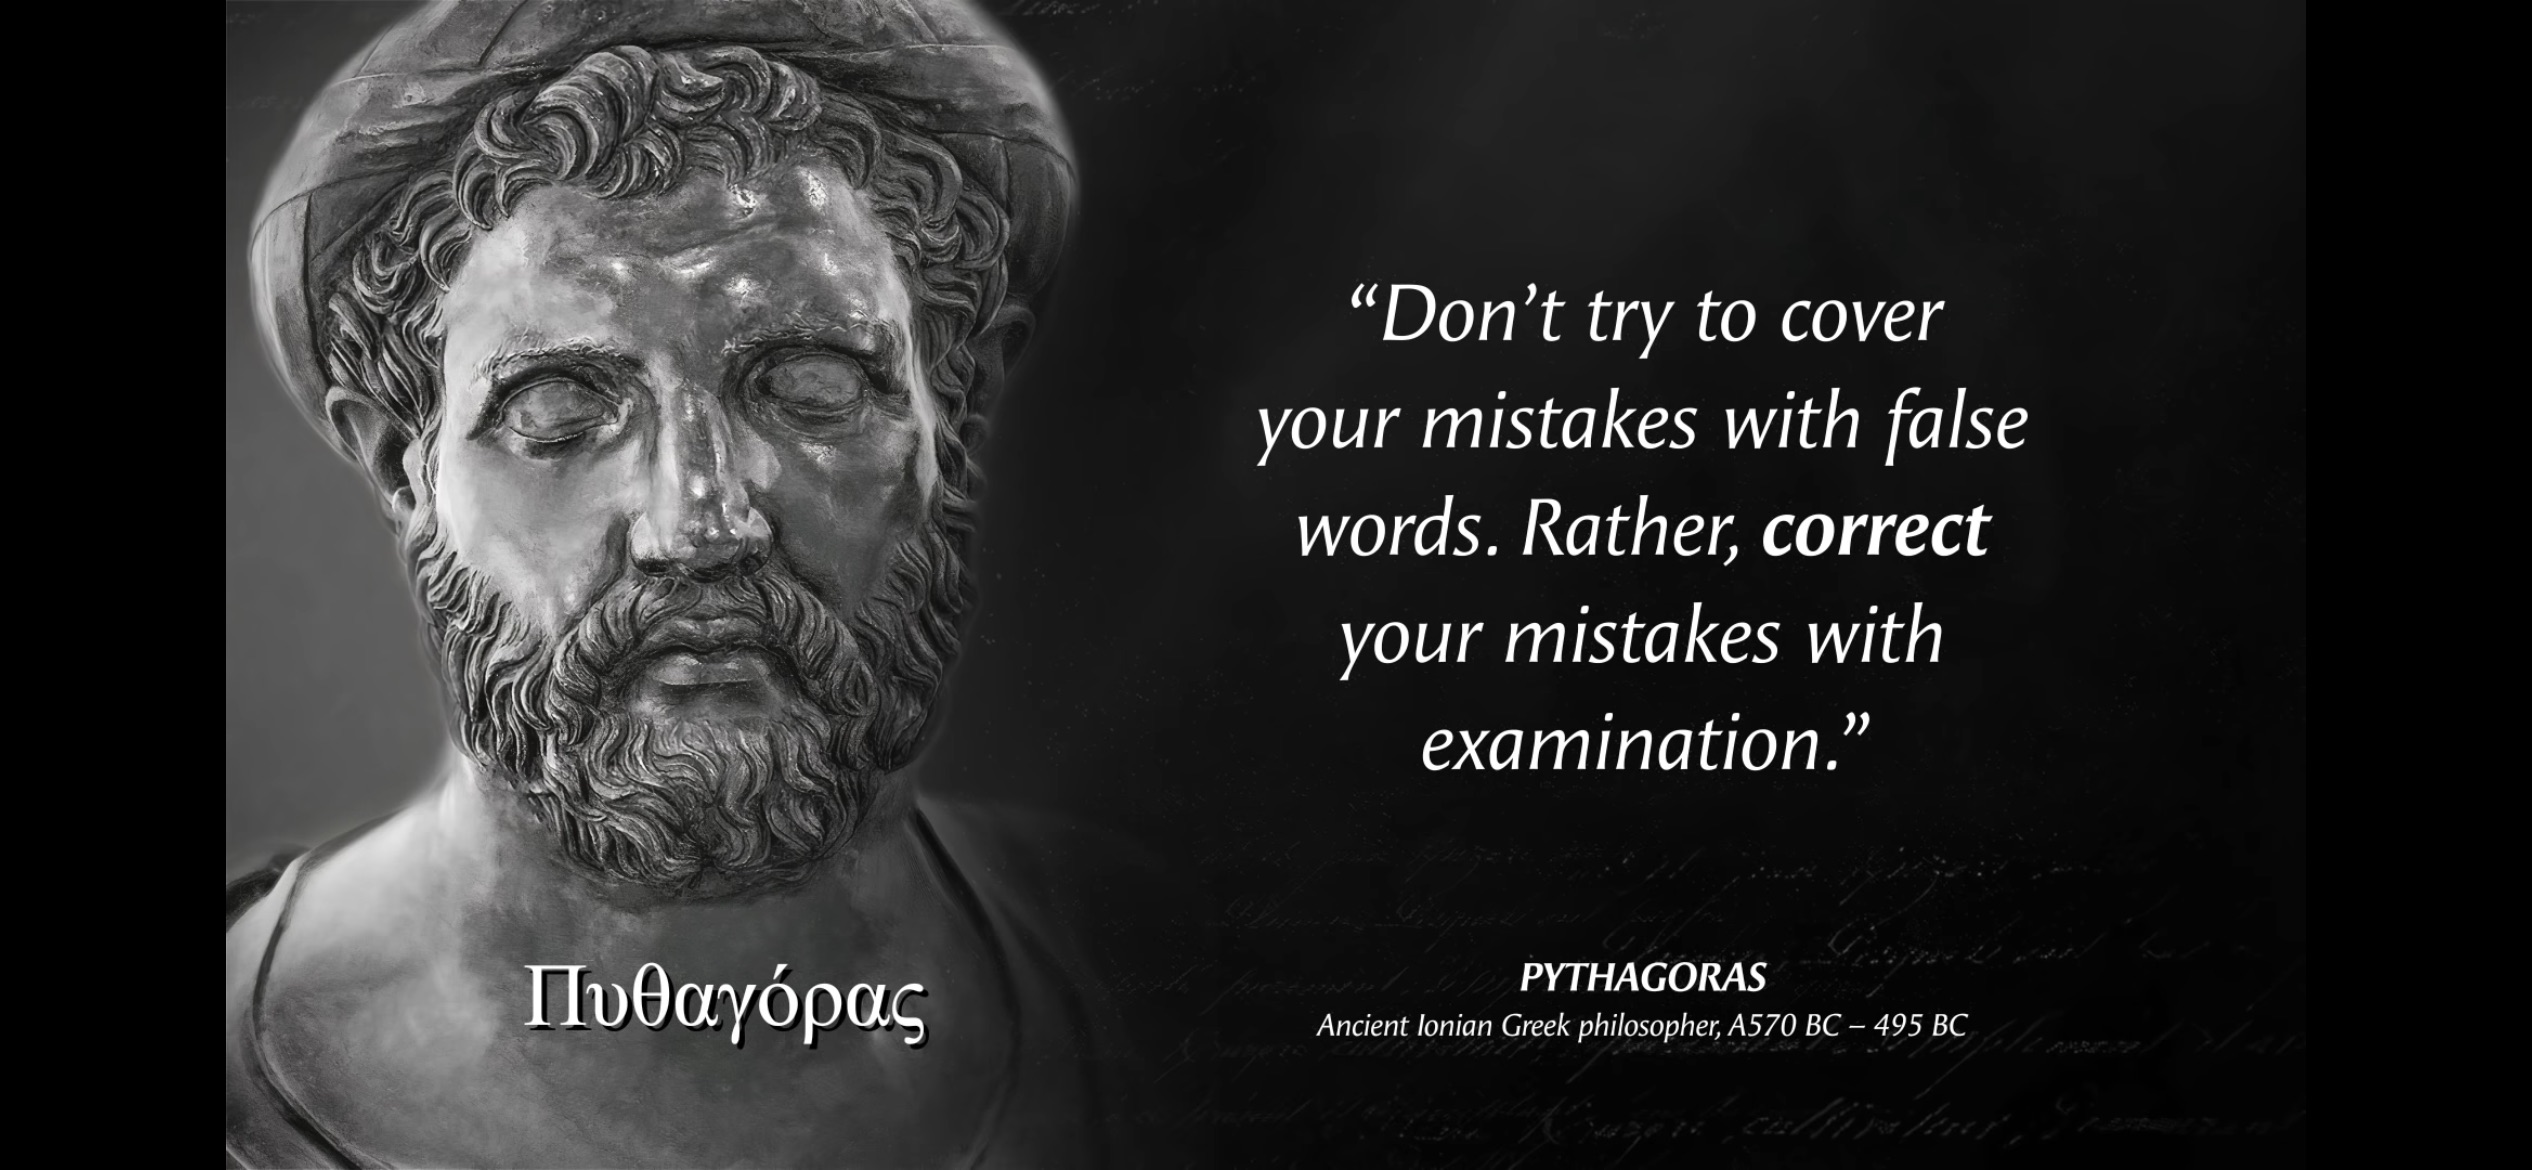 “Don’t try to cover
your mistakes with false
words. Rather, correct
your mistakes with
examination.”
Πυθαγόρας
PYTHAGORAS
Ancient Ionian Greek philosopher, A570 BC – 495 BC